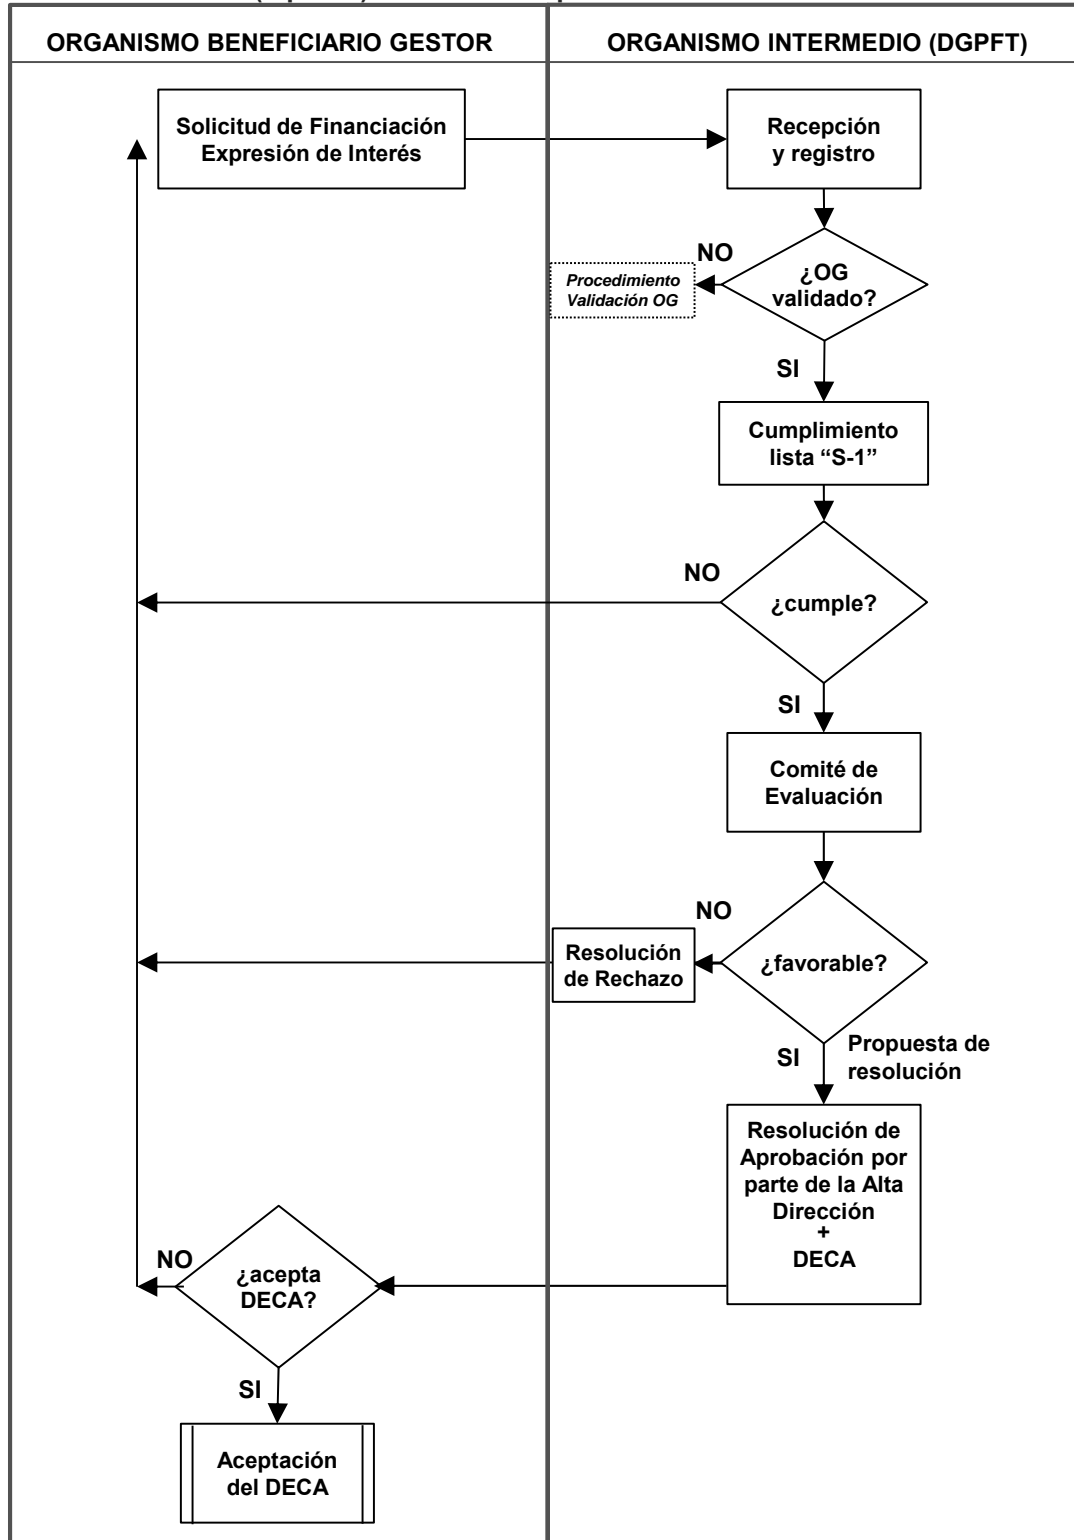 ORGANISMO BENEFICIARIO GESTOR
ORGANISMO INTERMEDIO (DGPFT)
Solicitud de Financiación
Expresión de Interés
Recepción
y registro
¿OG
validado?
NO
Procedimiento
Validación OG
SI
Cumplimiento
lista “S-1”
NO
¿cumple?
SI
Comité de
Evaluación
NO
Resolución
de Rechazo
¿favorable?
SI
Propuesta de
resolución
Resolución de
Aprobación por
parte de la Alta
Dirección
+
DECA
NO
¿acepta
DECA?
SI
Aceptación
del DECA